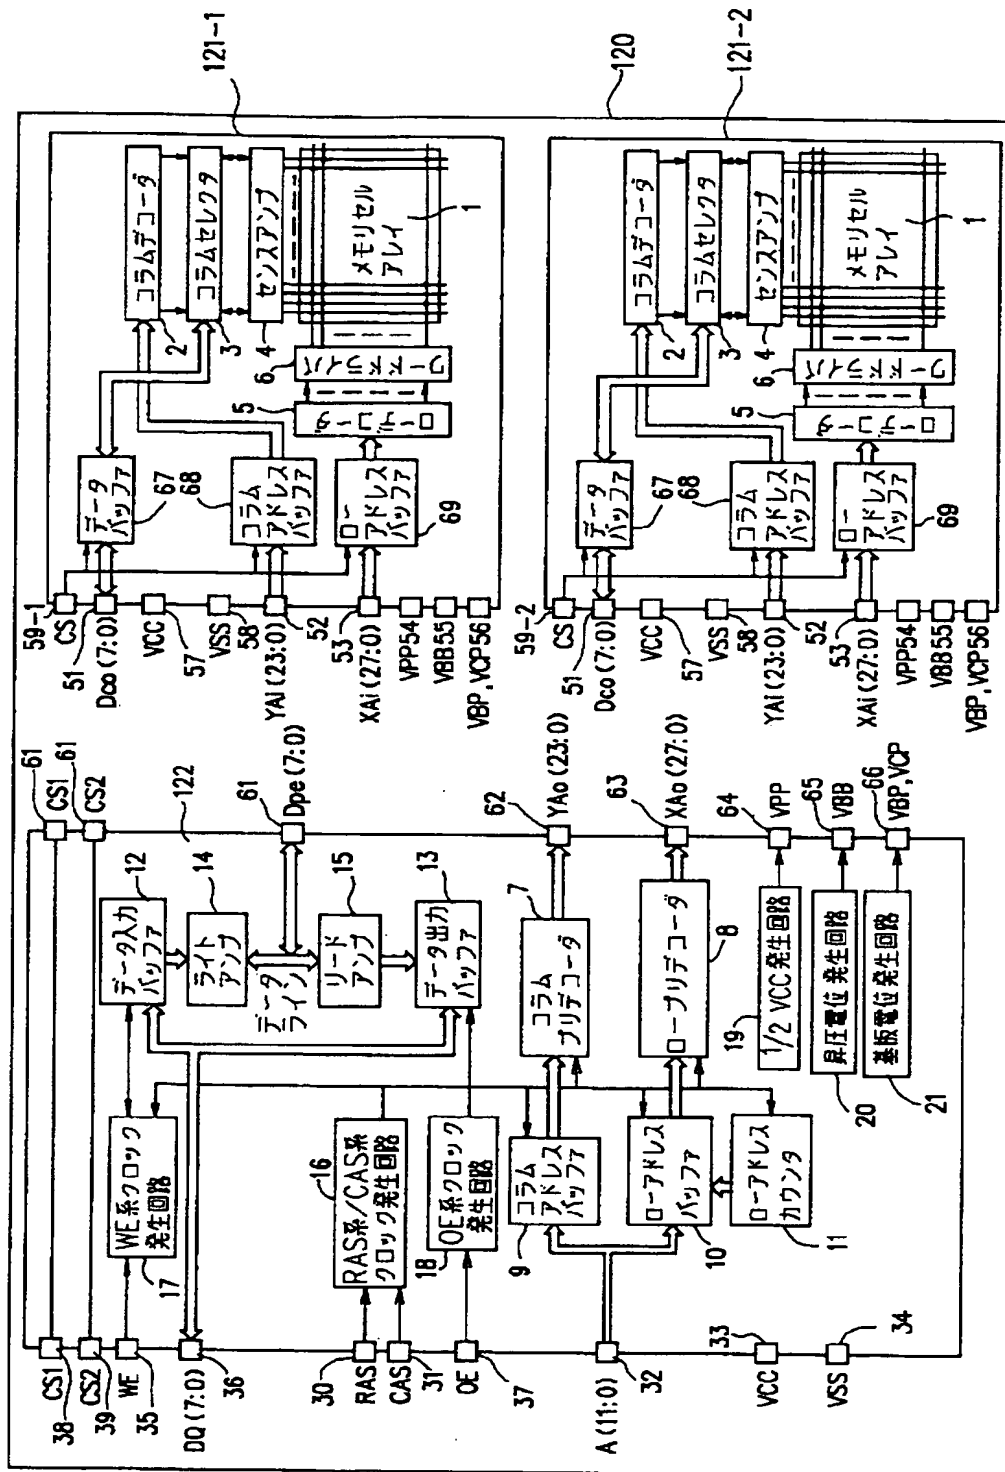 120
121-1
121-2
122
CS1
38
CS2
39
WE
35
DQ (7:0)
36
RAS
30
CAS
31
OE
37
A (11:0)
32
VCC
33
VSS
34
WE系クロック
発生回路
17
RAS系/CAS系
クロック発生回路
16
OE系クロック
発生回路
18
コラム
アドレス
バッファ
9
ローアドレス
バッファ
10
ローアドレス
カウンタ
11
データ入力
バッファ
12
ライト
アンプ
14
データ
ライン
リード
アンプ
15
データ出力
バッファ
13
コラム
プリデコーダ
7
ロープリデコーダ
8
19
1/2 VCC 発生回路
昇圧電位 発生回路
20
基板電位 発生回路
21
CS1
61
CS2
61
61
Dpe (7:0)
62
YAo (23:0)
63
XAo (27:0)
64
VPP
65
VBB
66
VBP, VCP
59-1
CS
51
Dco (7:0)
VCC
57
VSS
58
YAi (23:0)
52
53
XAi (27:0)
VPP54
VBB55
VBP, VCP56
データ
バッファ
67
68
コラム
アドレス
バッファ
ロー
アドレス
バッファ
69
コラムデコーダ
2
コラムセレクタ
3
センスアンプ
4
5
ローデコーダ
6
ワードドライバ
メモリセル
アレイ
1
59-2
CS
51
Dco (7:0)
VCC
57
VSS
58
YAi (23:0)
52
53
XAi (27:0)
VPP54
VBB55
VBP, VCP56
データ
バッファ
67
68
コラム
アドレス
バッファ
ロー
アドレス
バッファ
69
コラムデコーダ
2
コラムセレクタ
3
センスアンプ
4
5
ローデコーダ
6
ワードドライバ
メモリセル
アレイ
1